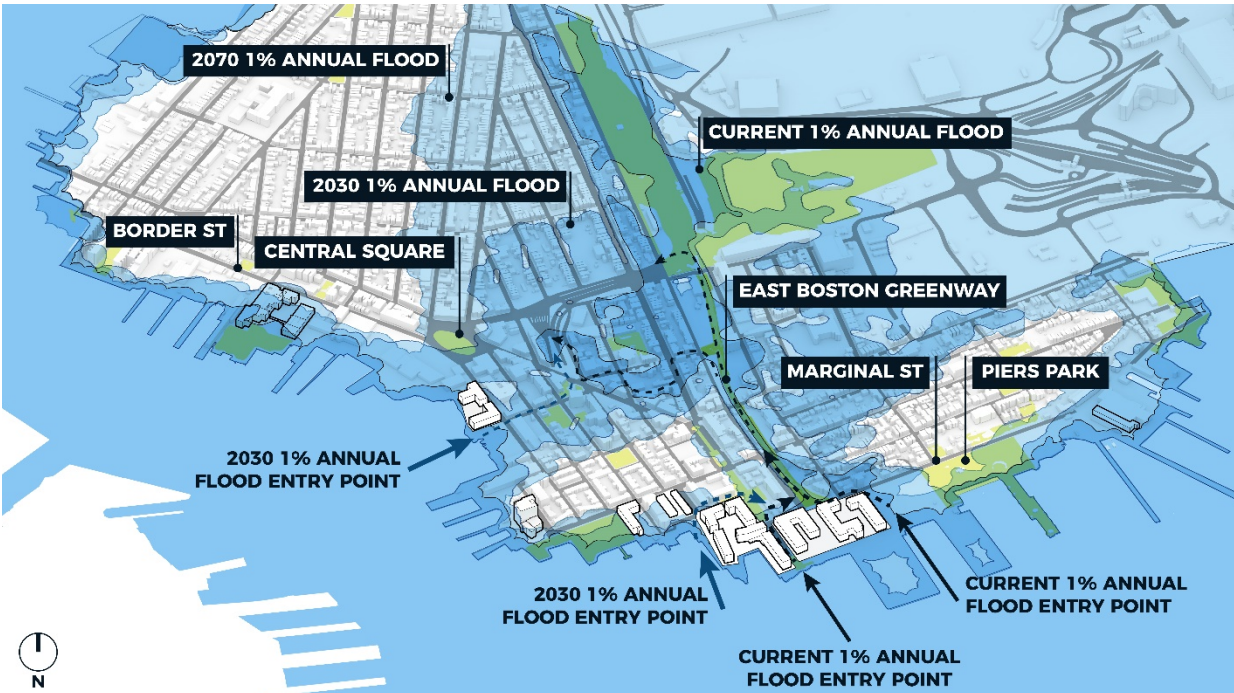 2070 1% ANNUAL FLOOD
CURRENT 1% ANNUAL FLOOD
2030 1% ANNUAL FLOOD
BORDER ST
CENTRAL SQUARE
EAST BOSTON GREENWAY
MARGINAL ST
PIERS PARK
2030 1% ANNUAL
FLOOD ENTRY POINT
2030 1% ANNUAL
FLOOD ENTRY POINT
CURRENT 1% ANNUAL
FLOOD ENTRY POINT
CURRENT 1% ANNUAL
FLOOD ENTRY POINT
N